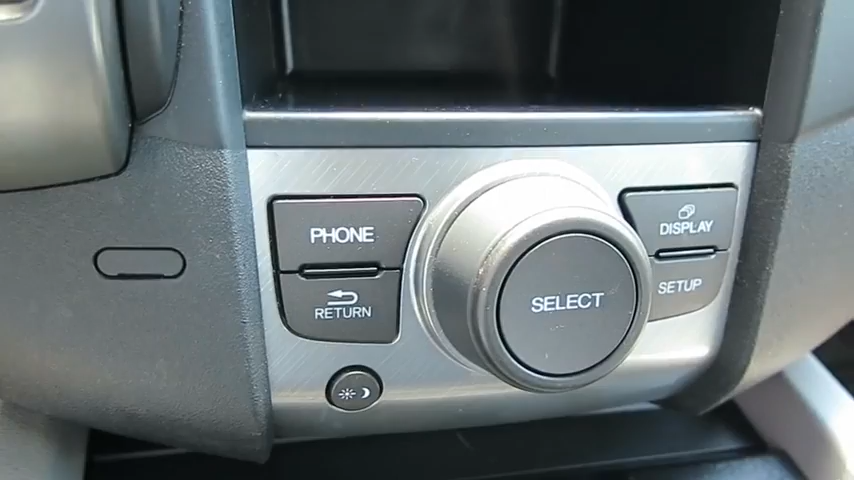 PHONE
RETURN
SELECT
DISPLAY
SETUP